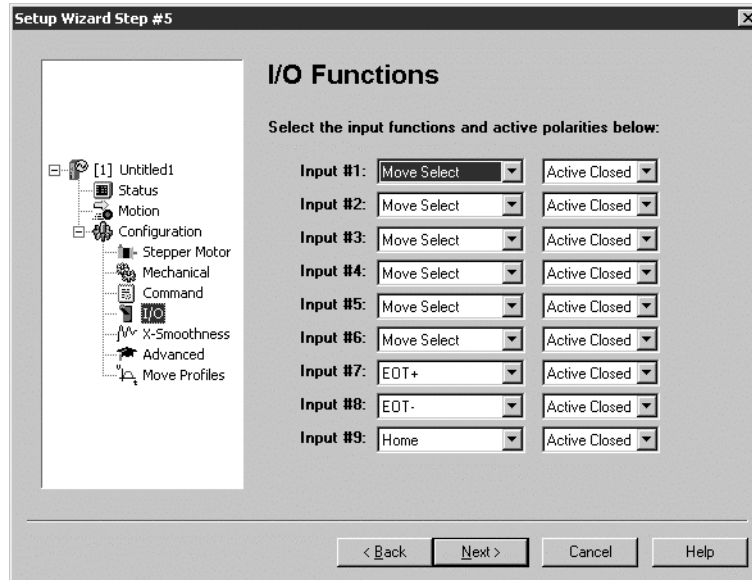 Setup Wizard Step #5
I/O Functions
Select the input functions and active polarities below:
[1] Untitled1
Status
Motion
Configuration
Stepper Motor
Mechanical
Command
I/O
X-Smoothness
Advanced
Move Profiles
Input #1: Move Select Active Closed
Input #2: Move Select Active Closed
Input #3: Move Select Active Closed
Input #4: Move Select Active Closed
Input #5: Move Select Active Closed
Input #6: Move Select Active Closed
Input #7: EOT+ Active Closed
Input #8: EOT- Active Closed
Input #9: Home Active Closed
< Back Next > Cancel Help